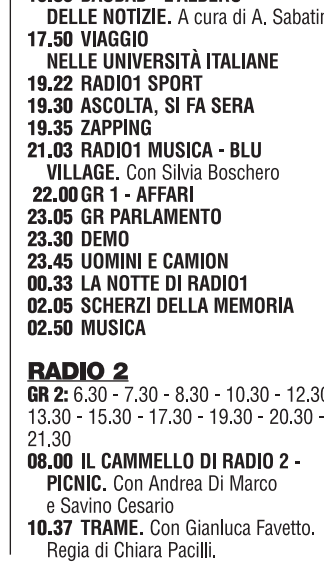 DELLE NOTIZIE. A cura di A. Sabatin
17.50 VIAGGIO
NELLE UNIVERSITÀ ITALIANE
19.22 RADIO1 SPORT
19.30 ASCOLTA, SI FA SERA
19.35 ZAPPING
21.03 RADIO1 MUSICA - BLU
VILLAGE. Con Silvia Boschero
22.00 GR 1 - AFFARI
23.05 GR PARLAMENTO
23.30 DEMO
23.45 UOMINI E CAMION
00.33 LA NOTTE DI RADIO1
02.05 SCHERZI DELLA MEMORIA
02.50 MUSICA
RADIO 2
GR 2: 6.30 - 7.30 - 8.30 - 10.30 - 12.30
13.30 - 15.30 - 17.30 - 19.30 - 20.30 -
21.30
08.00 IL CAMMELLO DI RADIO 2 -
PICNIC. Con Andrea Di Marco
e Savino Cesario
10.37 TRAME. Con Gianluca Favetto.
Regia di Chiara Pacilli.